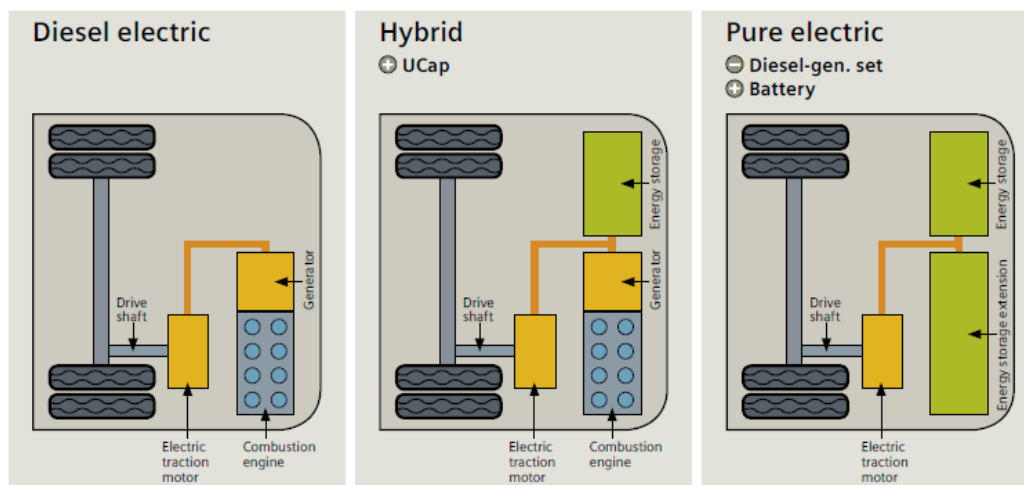 Diesel electric
Drive
shaft
Generator
Electric
traction
motor
Combustion
engine
Hybrid
+ UCap
Energy storage
Drive
shaft
Generator
Electric
traction
motor
Combustion
engine
Pure electric
− Diesel-gen. set
+ Battery
Energy storage
Drive
shaft
Energy storage extension
Electric
traction
motor